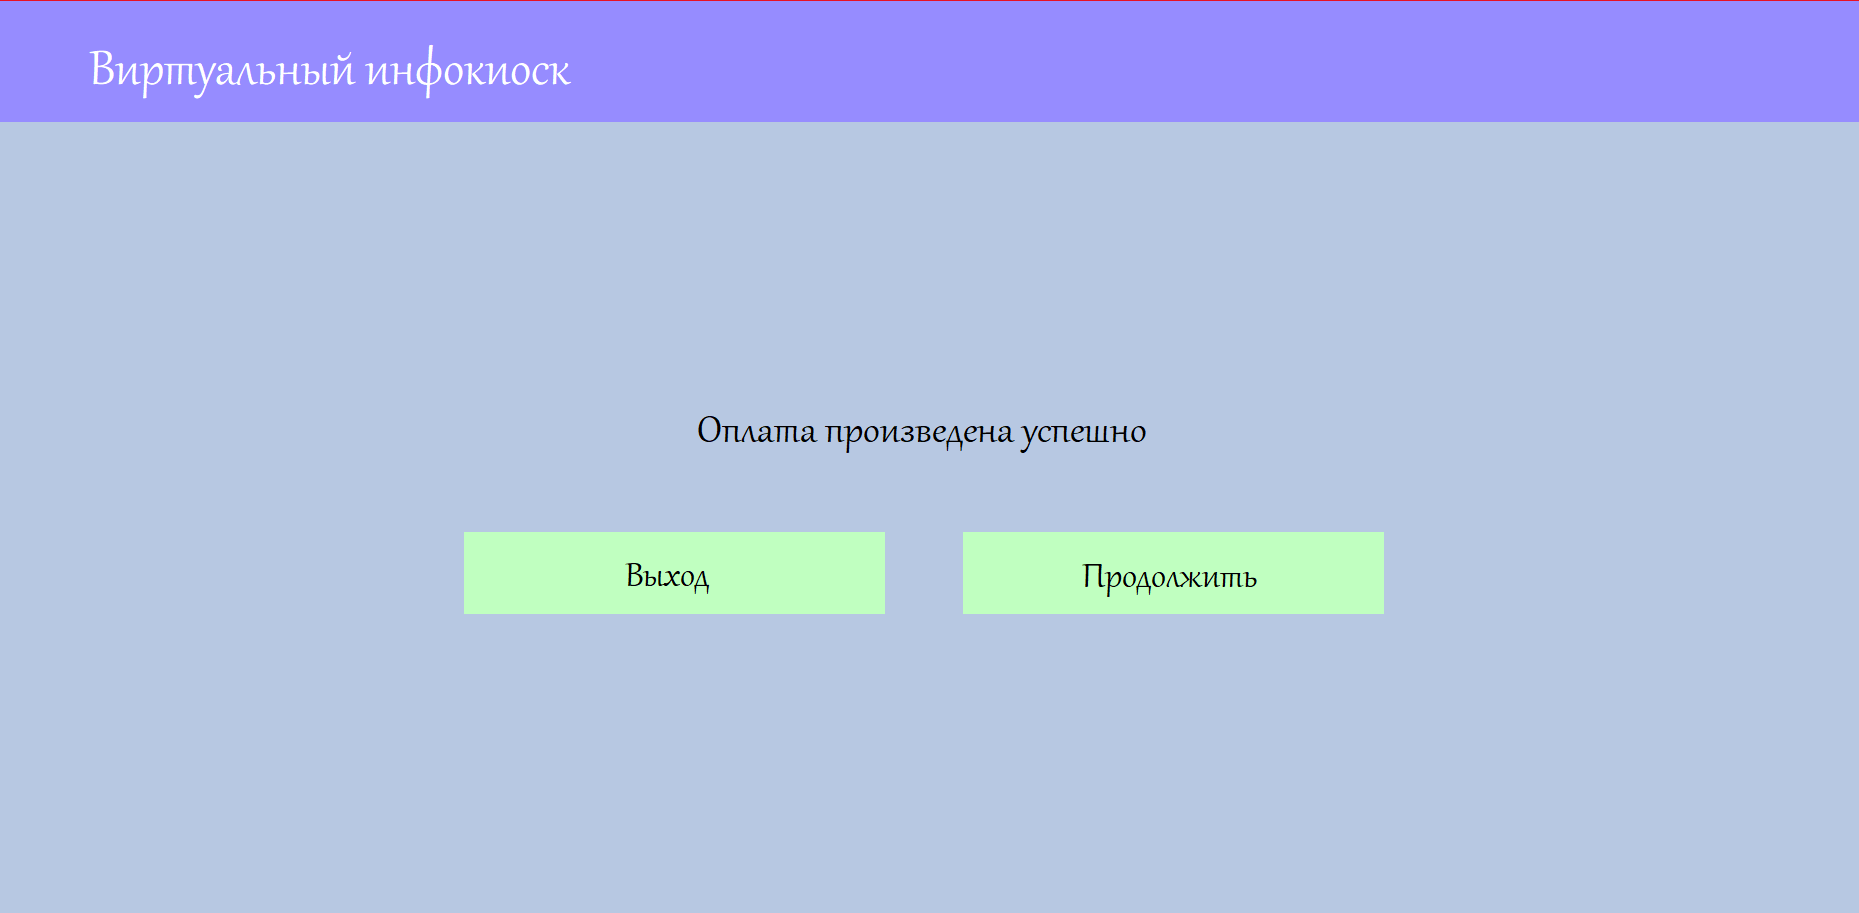 Виртуальный инфокиоск
Оплата произведена успешно
Выход
Продолжить